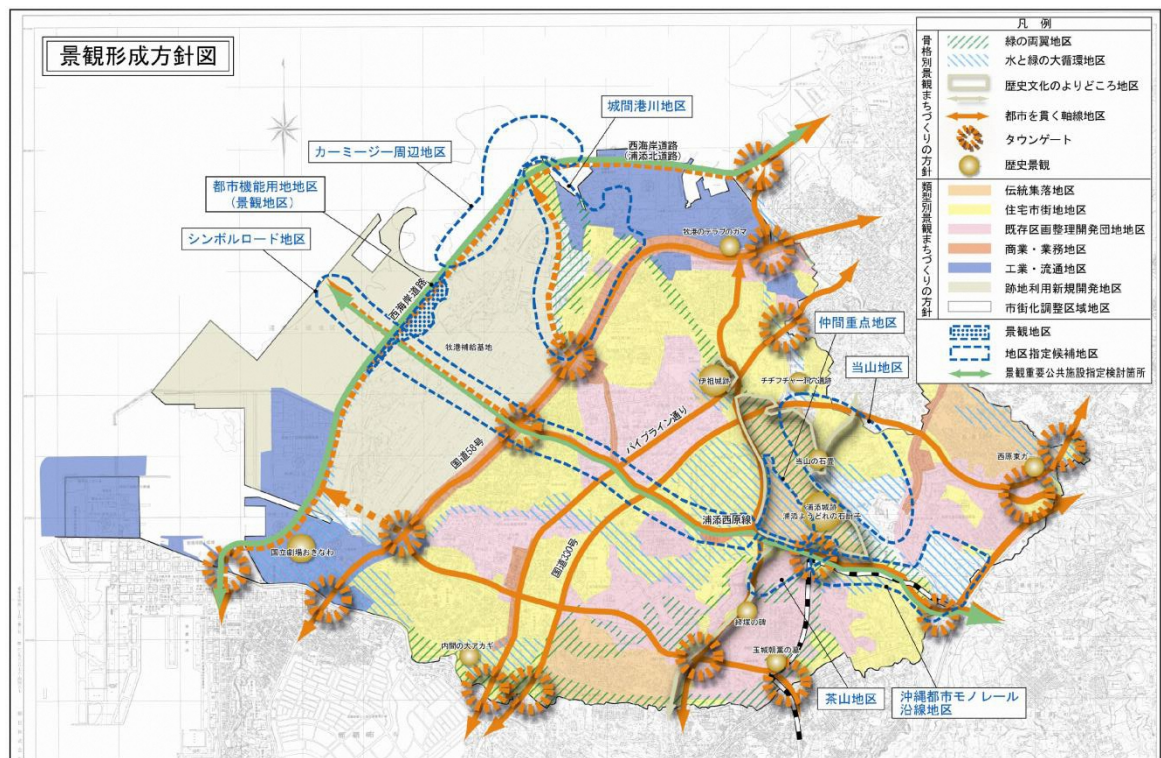 景観形成方針図
凡例
骨格別景観まちづくりの方針
緑の両翼地区
水と緑の大循環地区
歴史文化のよりどころ地区
都市を貫く軸線地区
タウンゲート
歴史景観
類型別景観まちづくりの方針
伝統集落地区
住宅市街地地区
既存区画整理開発団地地区
商業・業務地区
工業・流通地区
跡地利用新規開発地区
市街化調整区域地区
景観地区
地区指定候補地区
景観重要公共施設指定検討箇所
城間港川地区
カーミージー周辺地区
都市機能用地地区
(景観地区)
シンボルロード地区
西海岸道路
(浦添北道路)
牧港のテラブのガマ
西海岸道路
牧港補給基地
仲間重点地区
当山地区
伊祖城跡
チヂフチャー洞穴遺跡
パイプライン通り
国道58号
当山の石畳
西原東ガー
浦添城跡
浦添ようどれの石厨子
浦添西原線
国道330号
国立劇場おきなわ
経塚の碑
内間の大アカギ
玉城朝薫の墓
茶山地区
沖縄都市モノレール
沿線地区